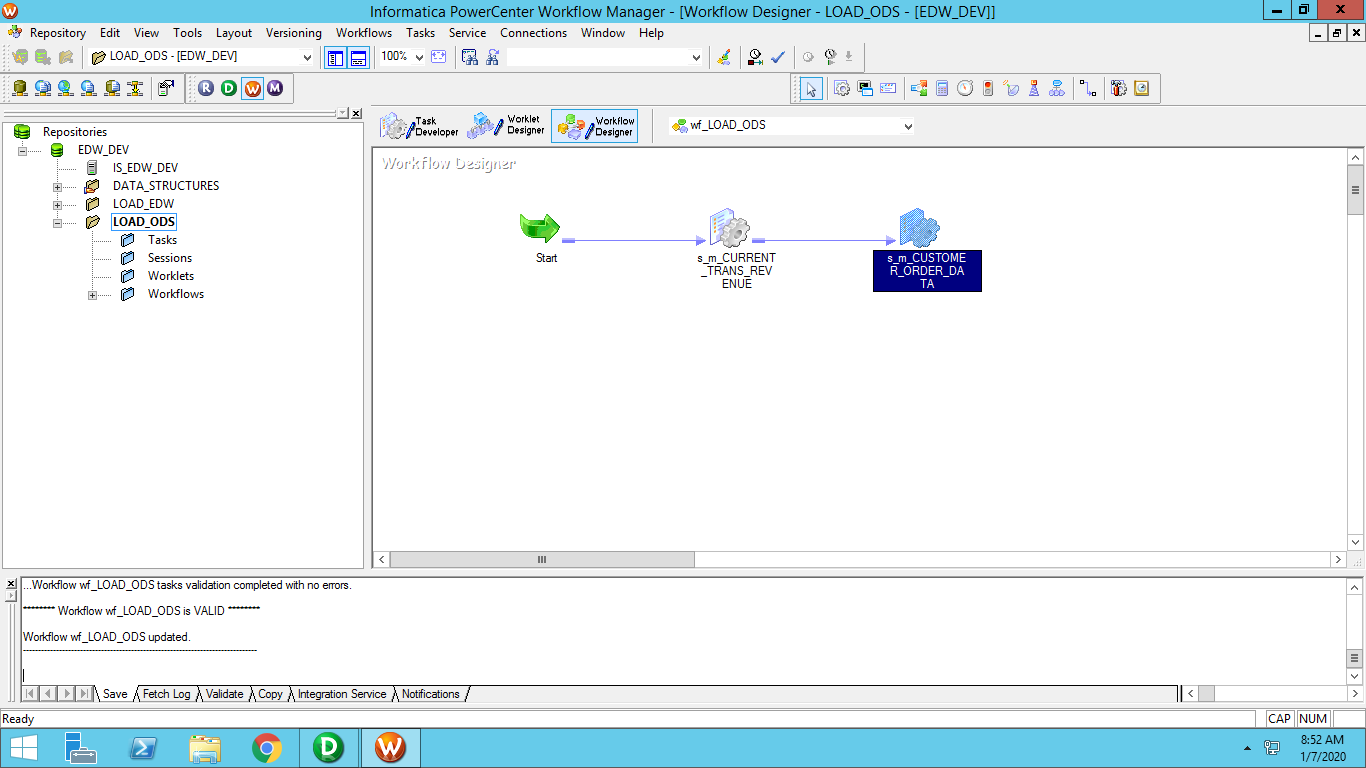 Informatica PowerCenter Workflow Manager - [Workflow Designer - LOAD_ODS - [EDW_DEV]]
Repository Edit View Tools Layout Versioning Workflows Tasks Service Connections Window Help
LOAD_ODS - [EDW_DEV] 100%
R D W M
Task Developer
Worklet Designer
Workflow Designer
wf_LOAD_ODS
Repositories
EDW_DEV
IS_EDW_DEV
DATA_STRUCTURES
LOAD_EDW
LOAD_ODS
Tasks
Sessions
Worklets
Workflows
Workflow Designer
Start
s_m_CURRENT
_TRANS_REV
ENUE
s_m_CUSTOME
R_ORDER_DA
TA
...Workflow wf_LOAD_ODS tasks validation completed with no errors.
******** Workflow wf_LOAD_ODS is VALID ********
Workflow wf_LOAD_ODS updated.
Save Fetch Log Validate Copy Integration Service Notifications
Ready CAP NUM
8:52 AM
1/7/2020